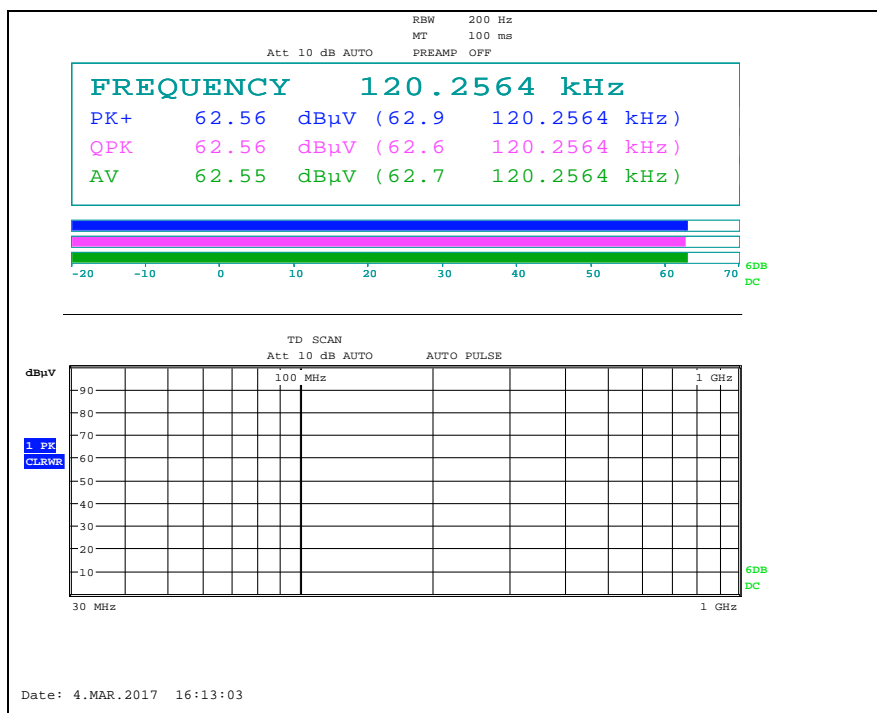 RBW 200 Hz
MT 100 ms
Att 10 dB AUTO PREAMP OFF
FREQUENCY 120.2564 kHz
PK+ 62.56 dBµV (62.9 120.2564 kHz)
QPK 62.56 dBµV (62.6 120.2564 kHz)
AV 62.55 dBµV (62.7 120.2564 kHz)
-20 -10 0 10 20 30 40 50 60 70
6DB
DC
TD SCAN
Att 10 dB AUTO AUTO PULSE
dBµV
100 MHz 1 GHz
90
80
70
1 PK
60
CLRWR
50
40
30
20
10
6DB
DC
30 MHz 1 GHz
Date: 4.MAR.2017 16:13:03